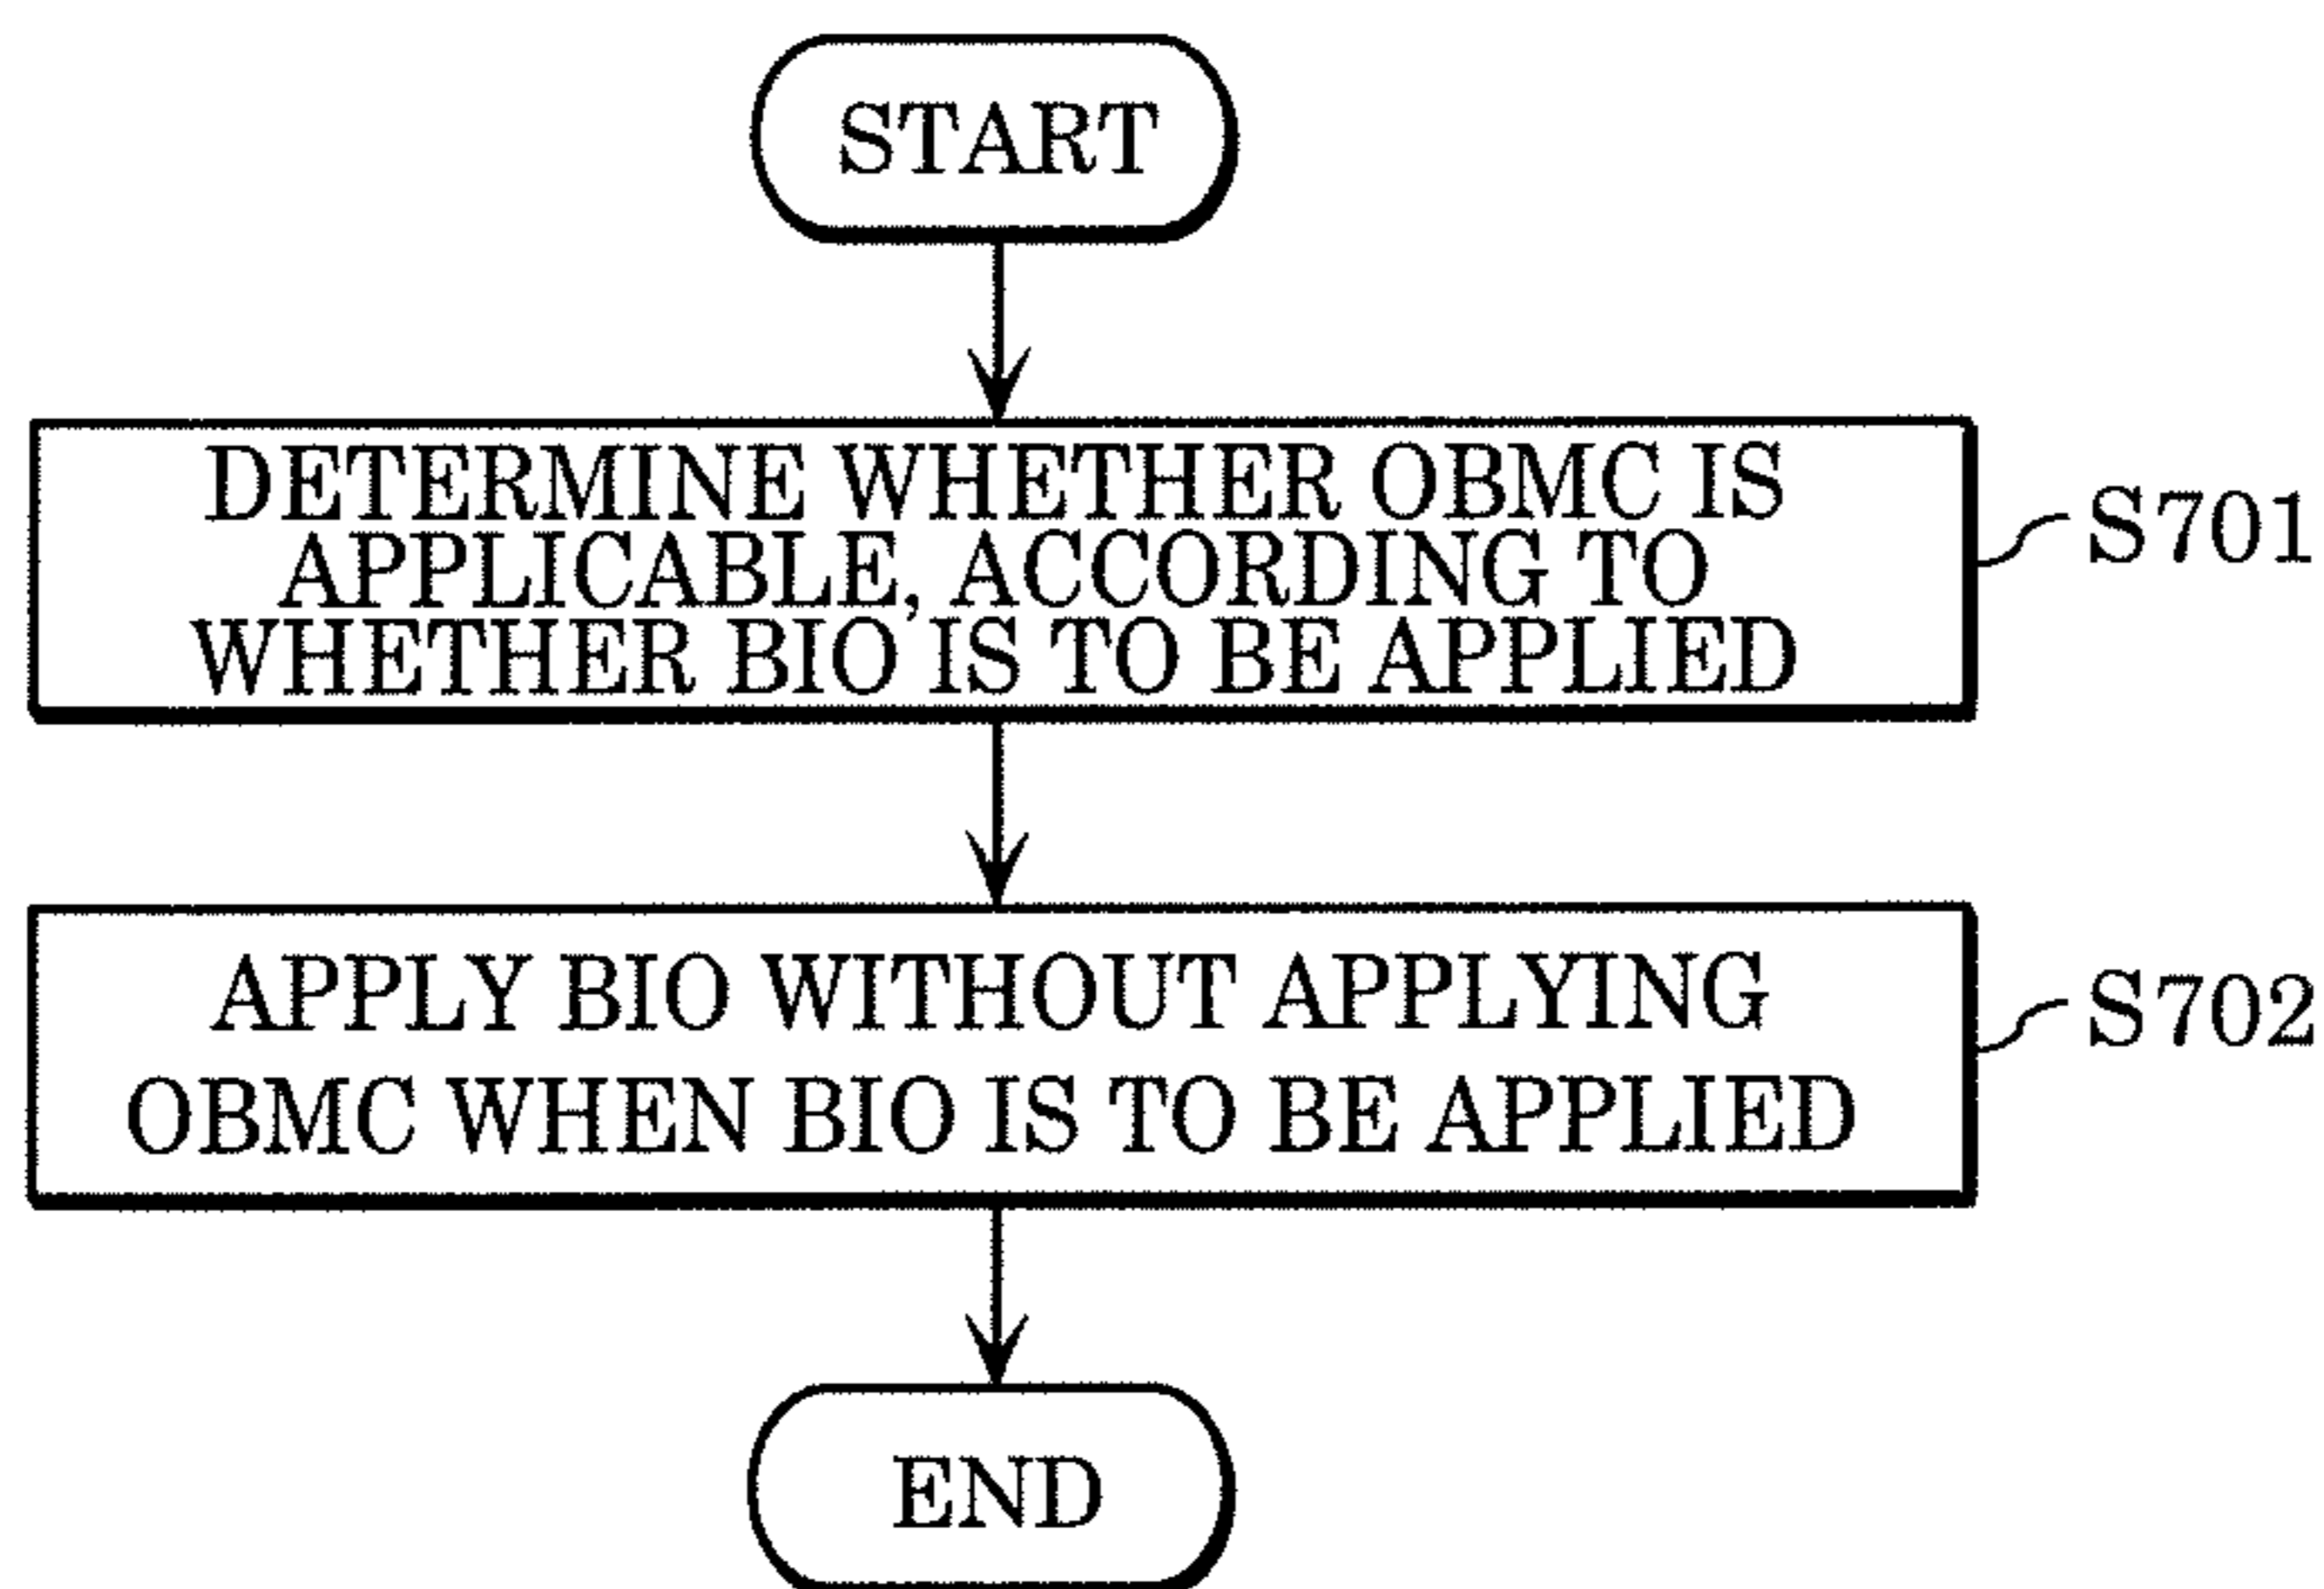 START
DETERMINE WHETHER OBMC IS
APPLICABLE, ACCORDING TO
WHETHER BIO IS TO BE APPLIED
S701
APPLY BIO WITHOUT APPLYING
OBMC WHEN BIO IS TO BE APPLIED
S702
END